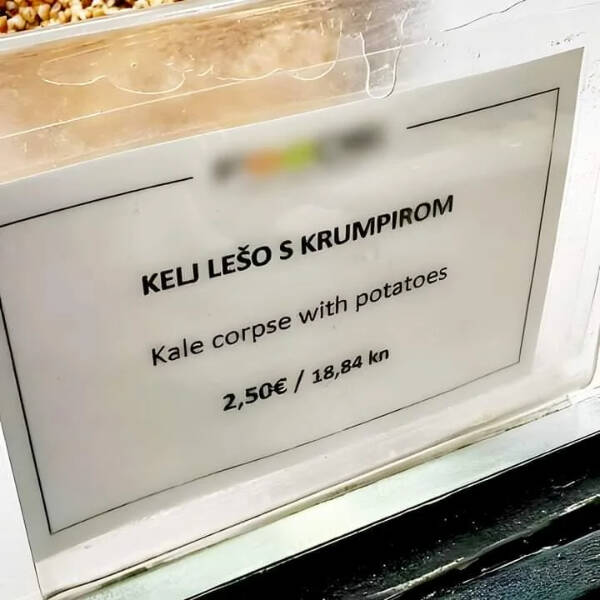 KELJ LEŠO S KRUMPIROM
Kale corpse with potatoes
2,50€ / 18,84 kn